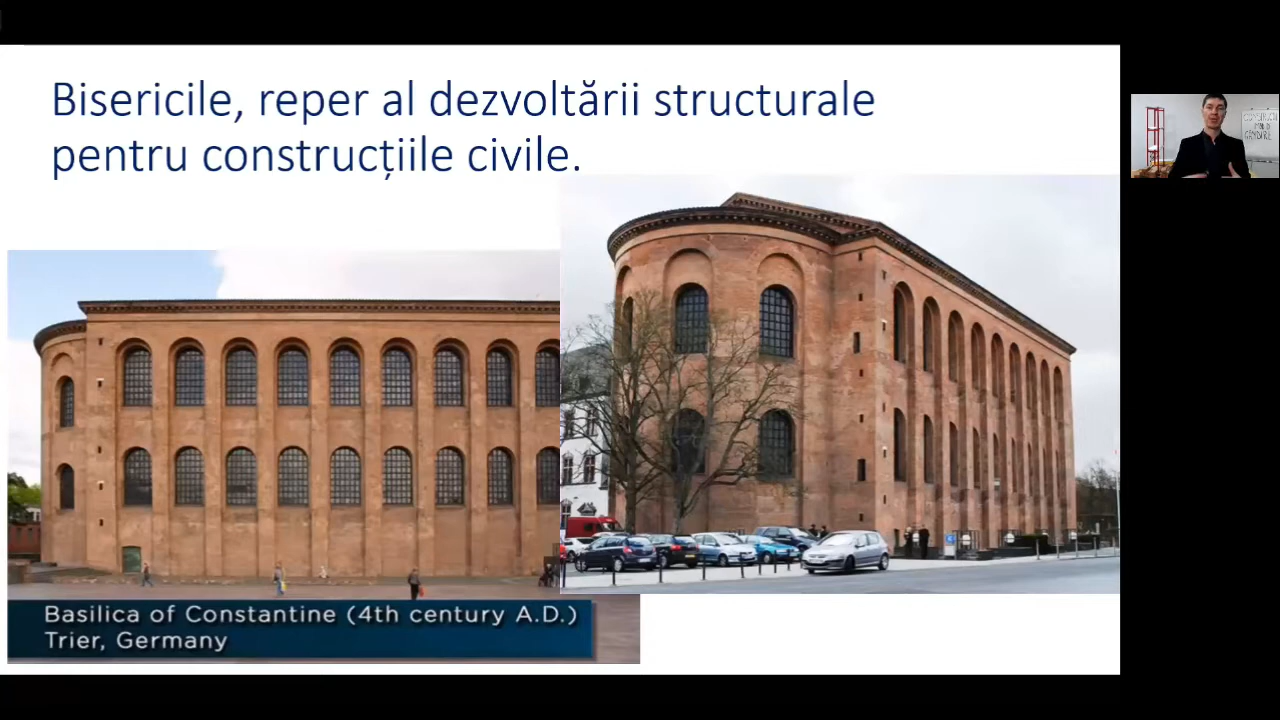 Bisericile, reper al dezvoltării structurale
pentru construcțiile civile.
Basilica of Constantine (4th century A.D.)
Trier, Germany